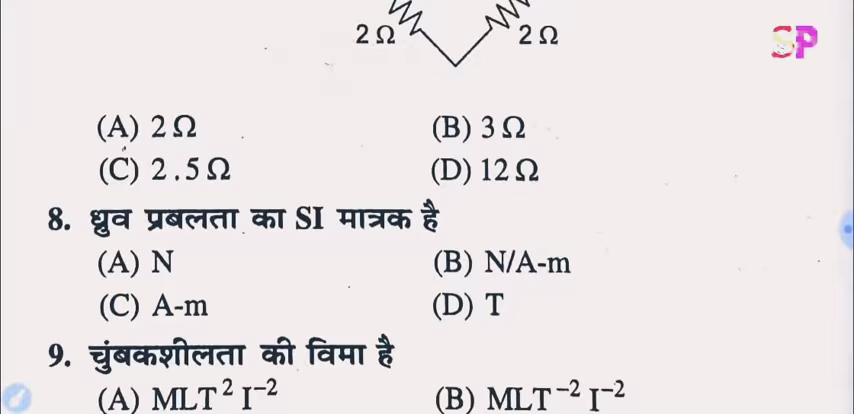 2 Ω 2 Ω
SP
(A) 2 Ω (B) 3 Ω
(C) 2.5 Ω (D) 12 Ω
8. ध्रुव प्रबलता का SI मात्रक है
(A) N (B) N/A-m
(C) A-m (D) T
9. चुंबकशीलता की विमा है
(A) MLT² I⁻² (B) MLT⁻² I⁻²